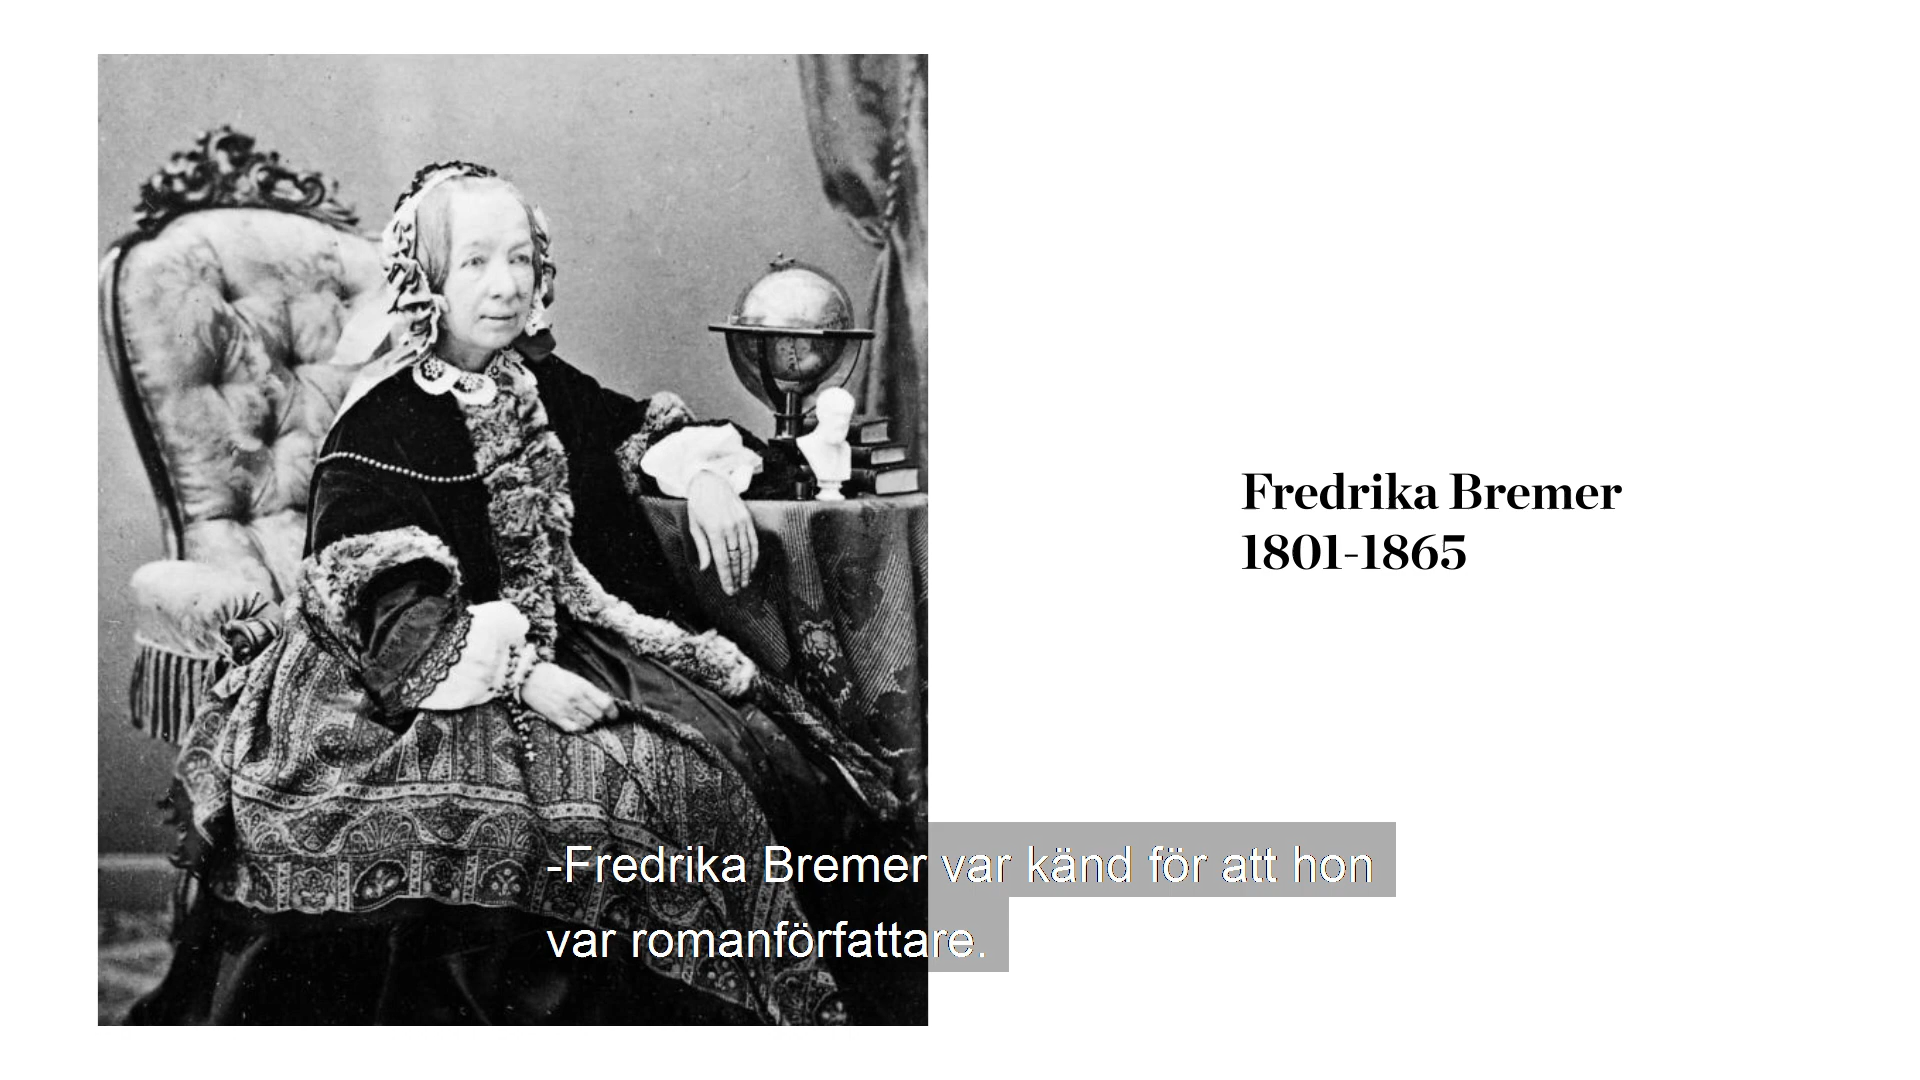 Fredrika Bremer
1801-1865
-Fredrika Bremer var känd för att hon
var romanförfattare.